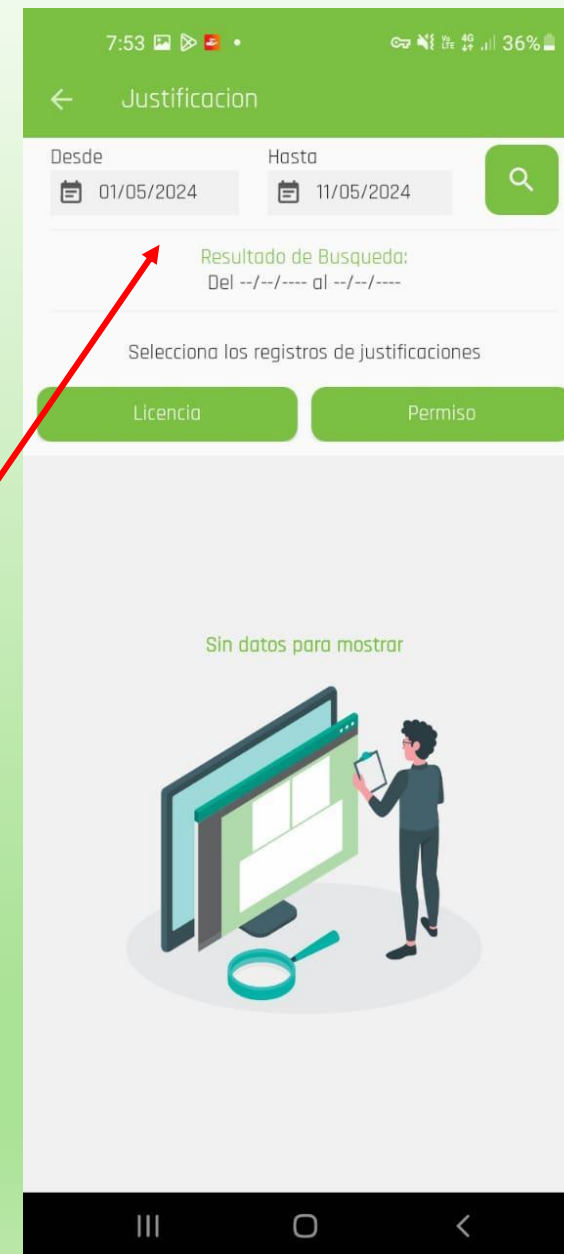 7:53 36%
Justificacion
Desde Hasta
01/05/2024 11/05/2024
Resultado de Busqueda:
Del --/--/---- al --/--/----
Selecciona los registros de justificaciones
Licencia Permiso
Sin datos para mostrar